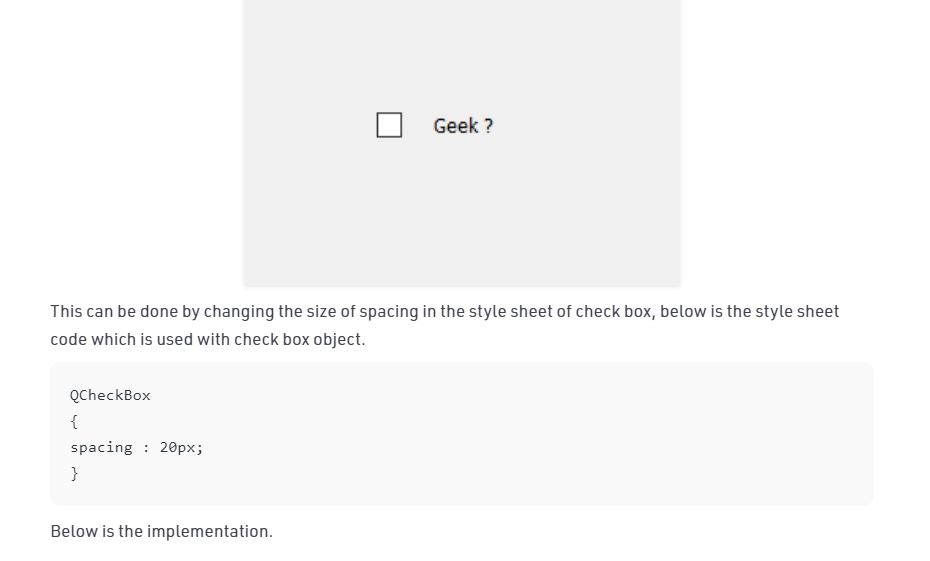 Geek ?
This can be done by changing the size of spacing in the style sheet of check box, below is the style sheet
code which is used with check box object.
QCheckBox
{
spacing : 20px;
}
Below is the implementation.